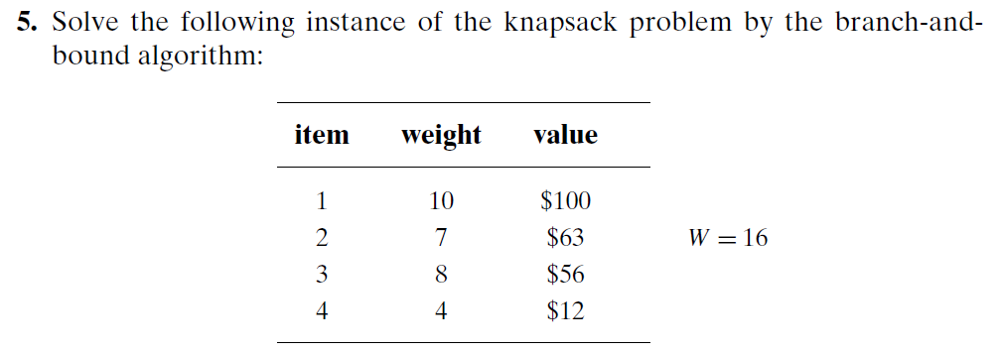 5. Solve the following instance of the knapsack problem by the branch-and-
bound algorithm:
item weight value
1 10 $100
2 7 $63 W = 16
3 8 $56
4 4 $12